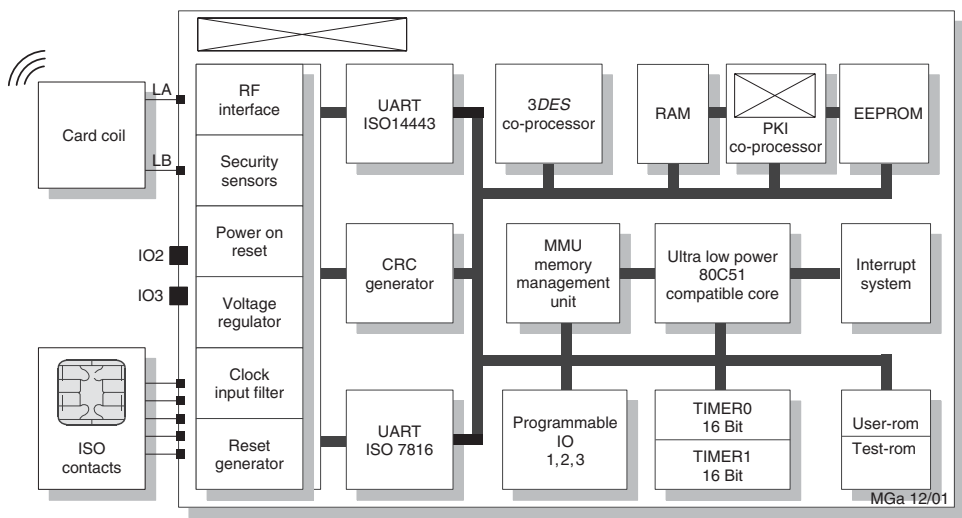 LA
Card coil
LB
IO2
IO3
ISO
contacts
RF
interface
Security
sensors
Power on
reset
Voltage
regulator
Clock
input filter
Reset
generator
UART
ISO14443
CRC
generator
UART
ISO 7816
3DES
co-processor
RAM
PKI
co-processor
EEPROM
MMU
memory
management
unit
Ultra low power
80C51
compatible core
Interrupt
system
Programmable
IO
1,2,3
TIMER0
16 Bit
TIMER1
16 Bit
User-rom
Test-rom
MGa 12/01